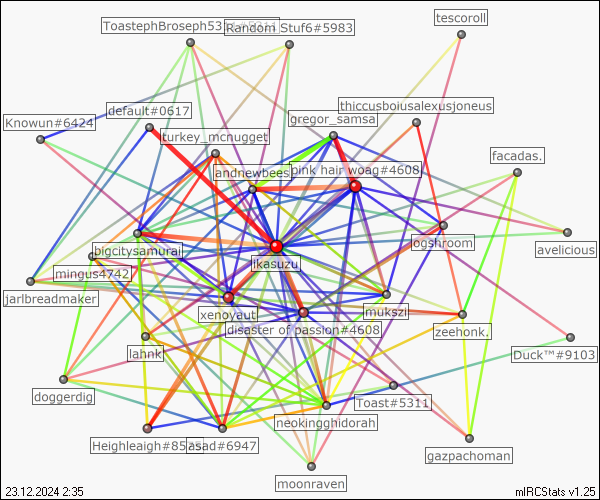 tescoroll
ToastephBroseph53
Random Stuf6#5983
thiccusboiusalexusjoneus
default#0617
Knowun#6424
gregor_samsa
turkey_mcnugget
facadas.
andnewbees
pink hair woag#4608
logshroom
avelicious
bigcitysamurai
ikasuzu
mingus4742
jarlbreadmaker
xenoyaut
mukszi
disaster of passion#4608
zeehonk.
lahnk
Duck™#9103
doggerdig
Toast#5311
neokingghidorah
Heighleaigh#85
asad#6947
gazpachoman
moonraven
23.12.2024 2:35
mIRCStats v1.25